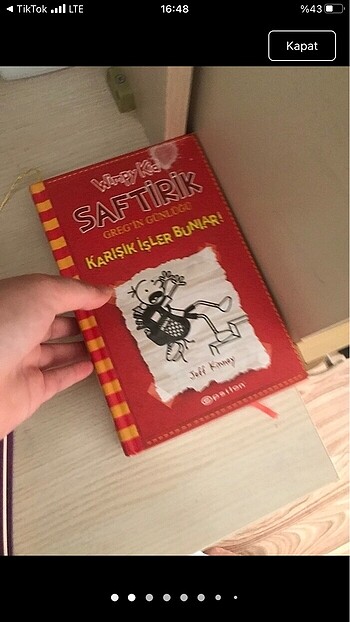 TikTok
LTE
16:48
%43
Kapat
Wimpy Kid
SAFTİRİK
GREG'İN GÜNLÜĞÜ
KARIŞIK İŞLER BUNLAR!
Jeff Kinney
epsilon